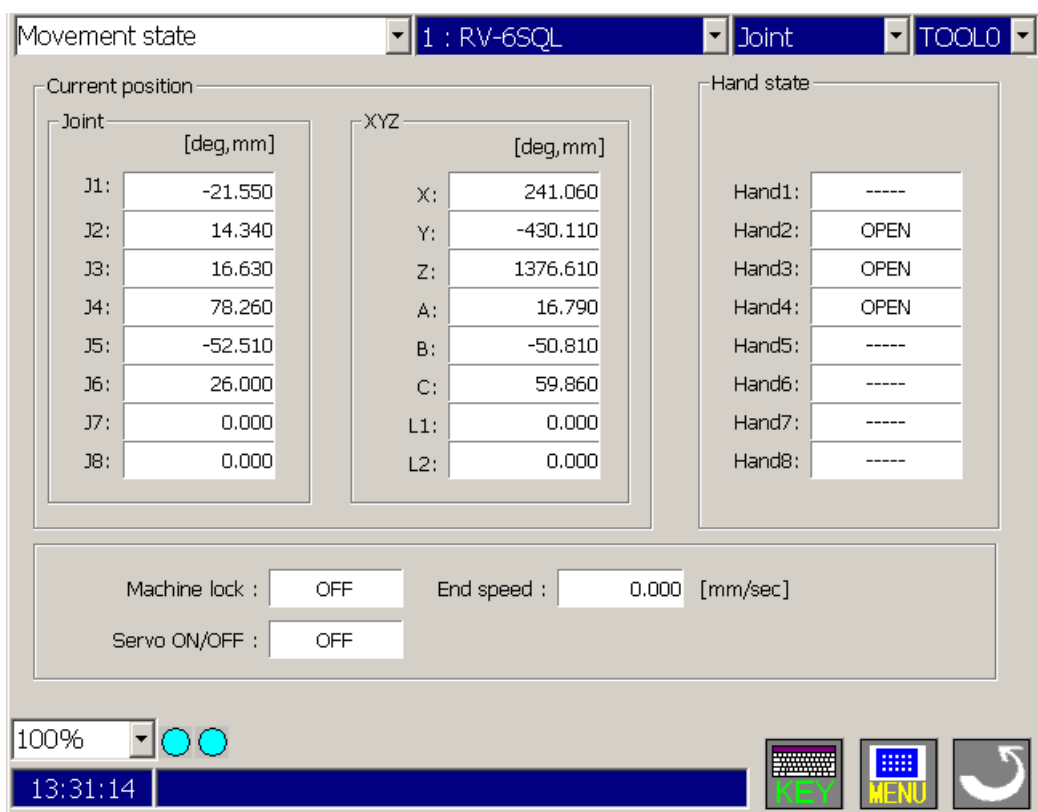 Movement state 1 : RV-6SQL Joint TOOL0
Current position
Joint
[deg,mm]
J1: -21.550
J2: 14.340
J3: 16.630
J4: 78.260
J5: -52.510
J6: 26.000
J7: 0.000
J8: 0.000
XYZ
[deg,mm]
X: 241.060
Y: -430.110
Z: 1376.610
A: 16.790
B: -50.810
C: 59.860
L1: 0.000
L2: 0.000
Hand state
Hand1: -----
Hand2: OPEN
Hand3: OPEN
Hand4: OPEN
Hand5: -----
Hand6: -----
Hand7: -----
Hand8: -----
Machine lock : OFF End speed : 0.000 [mm/sec]
Servo ON/OFF : OFF
100%
13:31:14
KEY
MENU